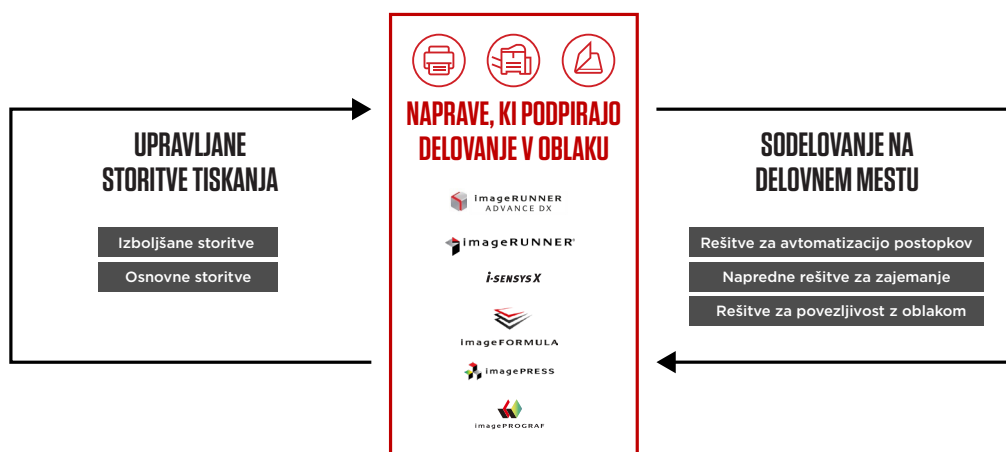 UPRAVLJANE
STORITVE TISKANJA
Izboljšane storitve
Osnovne storitve
NAPRAVE, KI PODPIRAJO
DELOVANJE V OBLAKU
imageRUNNER
ADVANCE DX
imageRUNNER®
i-SENSYS X
imageFORMULA
imagePRESS
imagePROGRAF
SODELOVANJE NA
DELOVNEM MESTU
Rešitve za avtomatizacijo postopkov
Napredne rešitve za zajemanje
Rešitve za povezljivost z oblakom